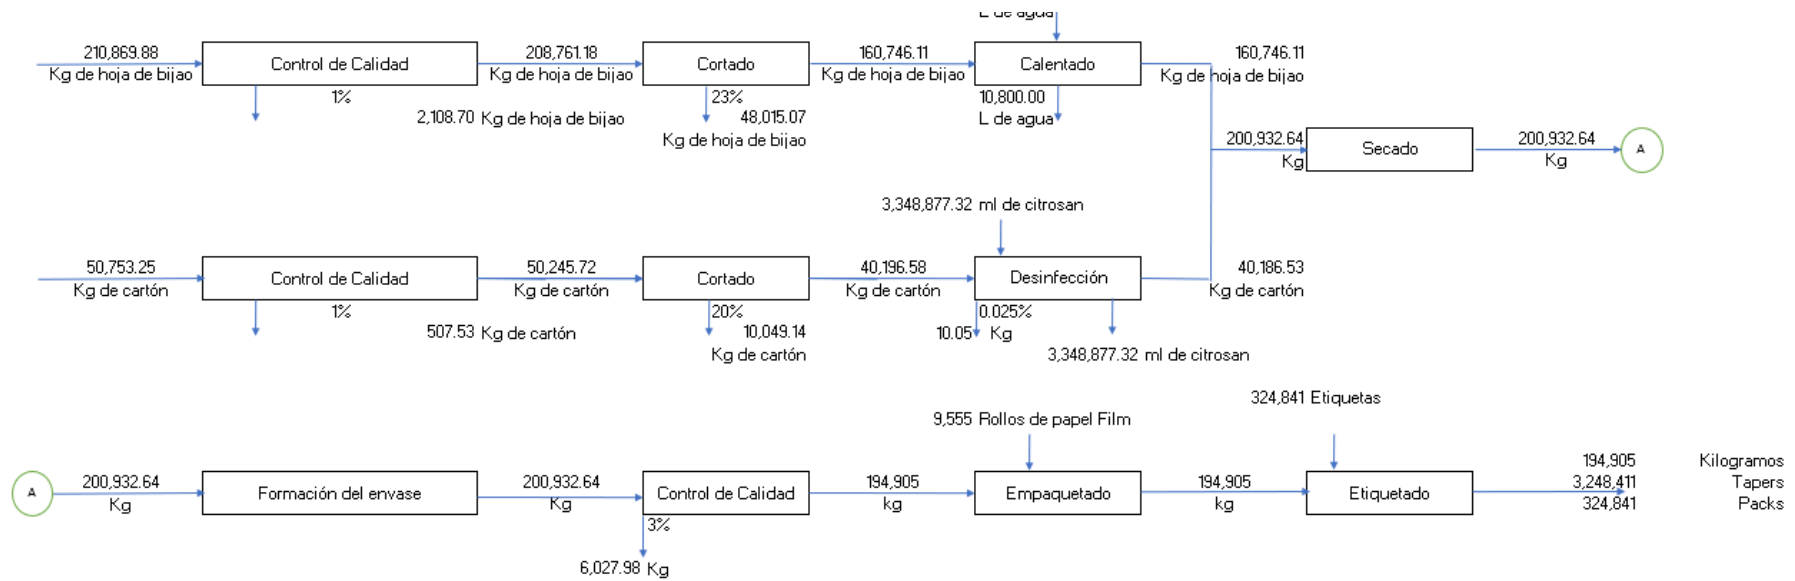 L de agua
210,869.88
Kg de hoja de bijao
Control de Calidad
208,761.18
Kg de hoja de bijao
Cortado
160,746.11
Kg de hoja de bijao
Calentado
160,746.11
Kg de hoja de bijao
1%
2,108.70 Kg de hoja de bijao
23%
48,015.07
Kg de hoja de bijao
10,800.00
L de agua
200,932.64
Kg
Secado
200,932.64
Kg
A
3,348,877.32 ml de citrosan
50,753.25
Kg de cartón
Control de Calidad
50,245.72
Kg de cartón
Cortado
40,196.58
Kg de cartón
Desinfección
40,186.53
Kg de cartón
1%
507.53 Kg de cartón
20%
10,049.14
Kg de cartón
0.025%
10.05 Kg
3,348,877.32 ml de citrosan
324,841 Etiquetas
9,555 Rollos de papel Film
A
200,932.64
Kg
Formación del envase
200,932.64
Kg
Control de Calidad
194,905
kg
Empaquetado
194,905
kg
Etiquetado
194,905 Kilogramos
3,248,411 Tapers
324,841 Packs
3%
6,027.98 Kg